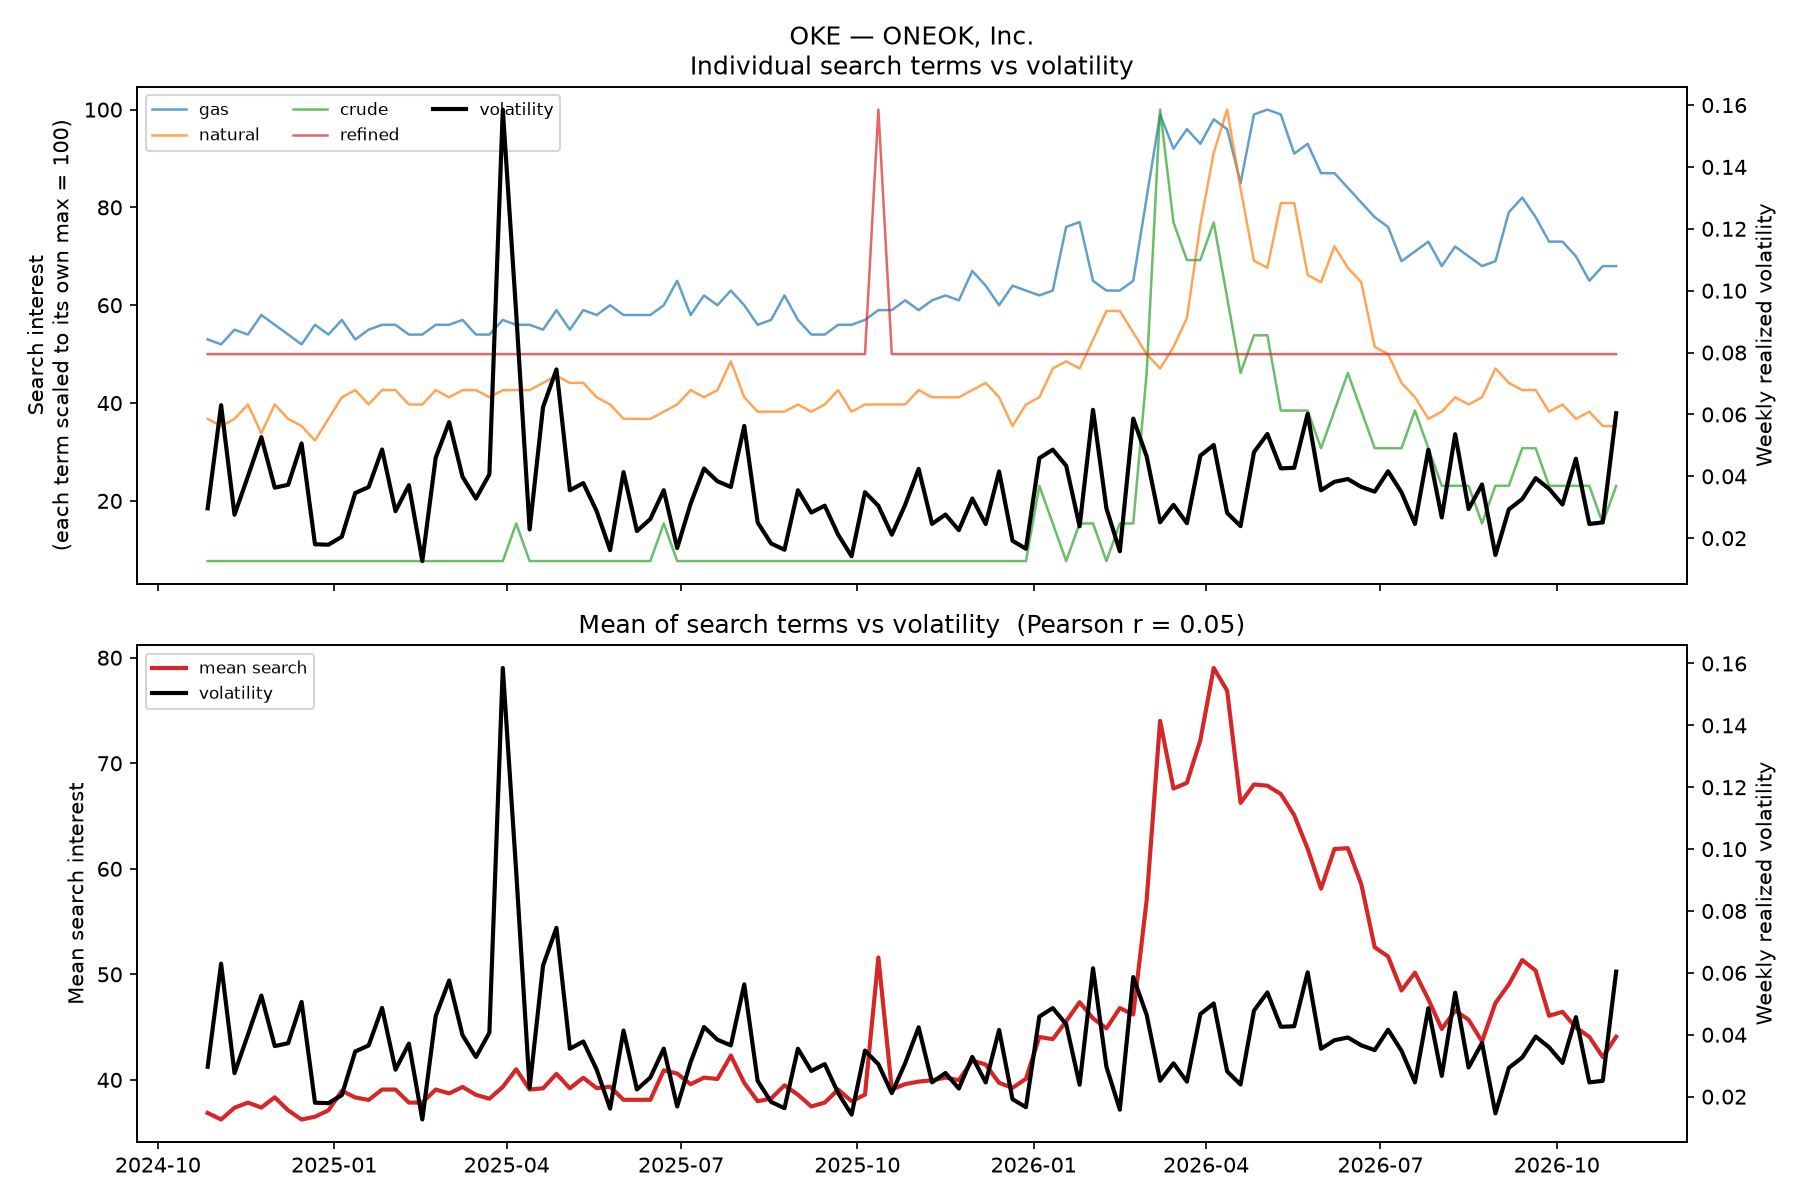 OKE — ONEOK, Inc.
Individual search terms vs volatility
gas
natural
crude
refined
volatility
Search interest
(each term scaled to its own max = 100)
100
80
60
40
20
Weekly realized volatility
0.16
0.14
0.12
0.10
0.08
0.06
0.04
0.02
Mean of search terms vs volatility (Pearson r = 0.05)
mean search
volatility
Mean search interest
80
70
60
50
40
Weekly realized volatility
0.16
0.14
0.12
0.10
0.08
0.06
0.04
0.02
2024-10
2025-01
2025-04
2025-07
2025-10
2026-01
2026-04
2026-07
2026-10